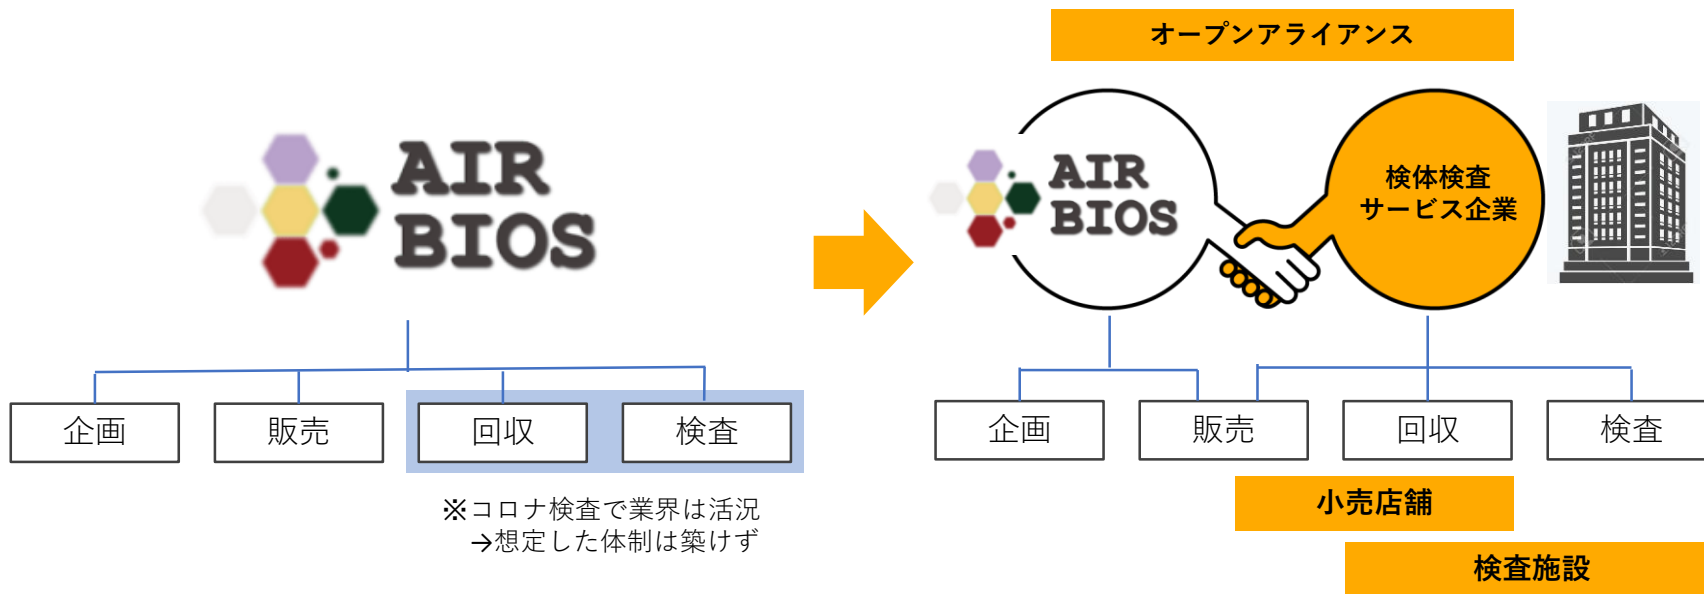 オープンアライアンス
AIR
BIOS
AIR
BIOS
検体検査
サービス企業
企画
販売
回収
検査
企画
販売
回収
検査
※コロナ検査で業界は活況
→想定した体制は築けず
小売店舗
検査施設